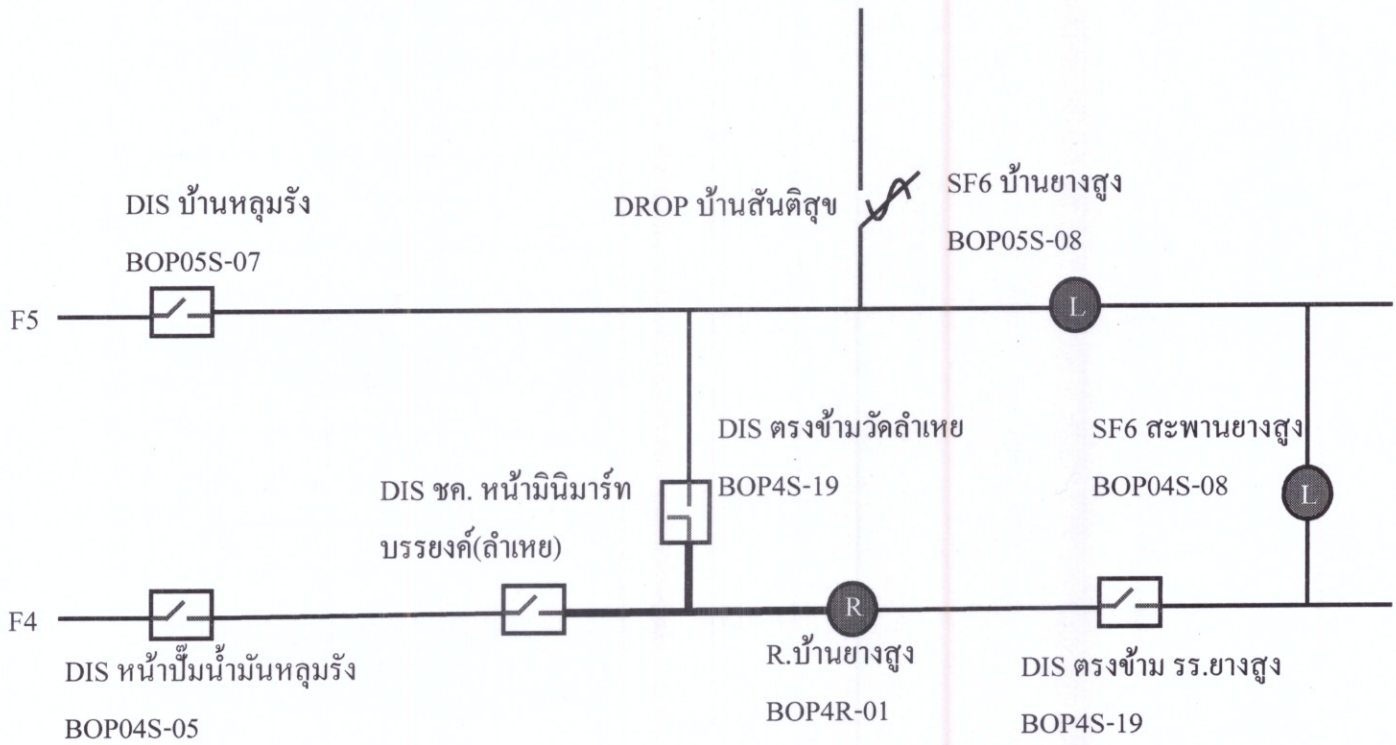 DIS บ้านหลุมรัง
BOP05S-07
DROP บ้านสันติสุข
SF6 บ้านยางสูง
BOP05S-08
F5
L
DIS ตรงข้ามวัดลำเหย
BOP4S-19
SF6 สะพานยางสูง
BOP04S-08
L
DIS ชค. หน้ามินิมาร์ท
บรรยงค์(ลำเหย)
F4
R
DIS หน้าปั๊มน้ำมันหลุมรัง
BOP04S-05
R.บ้านยางสูง
BOP4R-01
DIS ตรงข้าม รร.ยางสูง
BOP4S-19